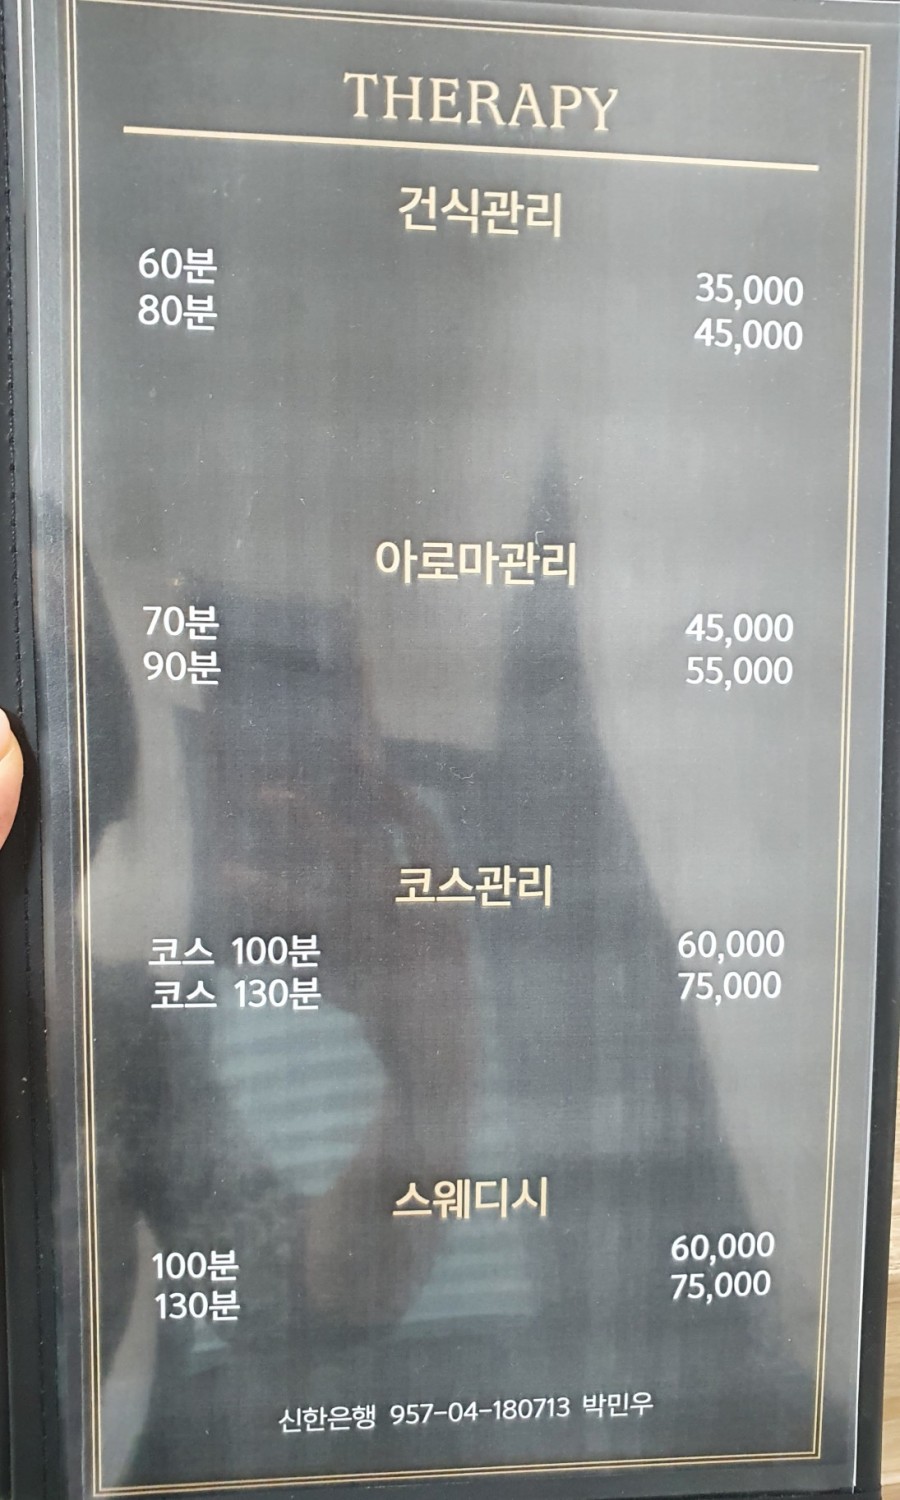 THERAPY
건식관리
60분 35,000
80분 45,000
아로마관리
70분 45,000
90분 55,000
코스관리
코스 100분 60,000
코스 130분 75,000
스웨디시
100분 60,000
130분 75,000
신한은행 957-04-180713 박민우